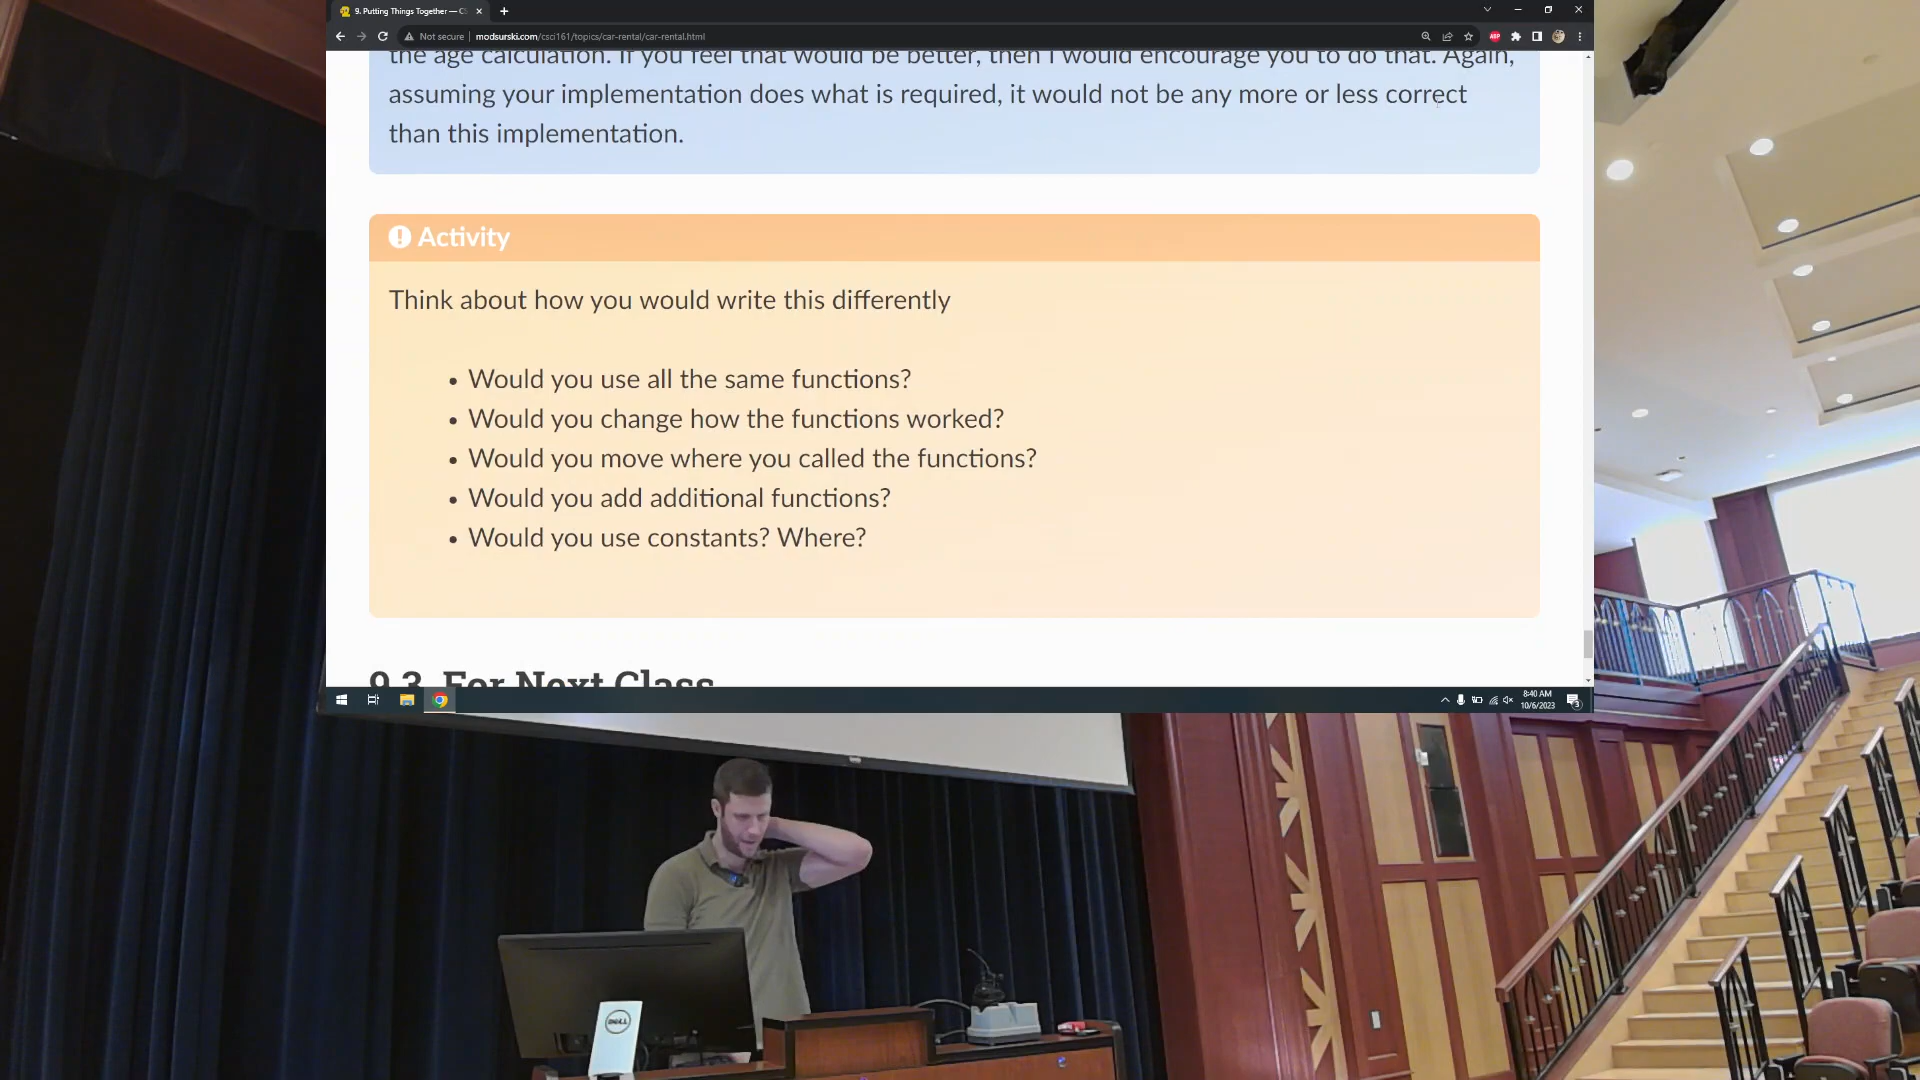 9. Putting Things Together — CS
Not secure
modsurski.com/csci161/topics/car-rental/car-rental.html
ABP
the age calculation. If you feel that would be better, then I would encourage you to do that. Again,
assuming your implementation does what is required, it would not be any more or less correct
than this implementation.
! Activity
Think about how you would write this differently
• Would you use all the same functions?
• Would you change how the functions worked?
• Would you move where you called the functions?
• Would you add additional functions?
• Would you use constants? Where?
9.3. For Next Class
8:40 AM
10/6/2023
3
DELL